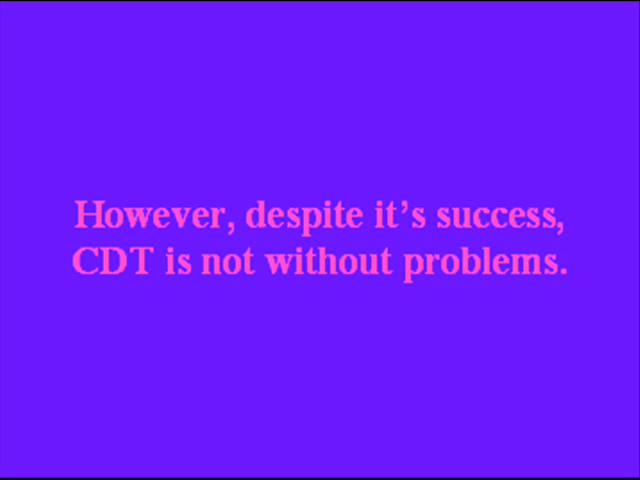 However, despite it’s success,
CDT is not without problems.